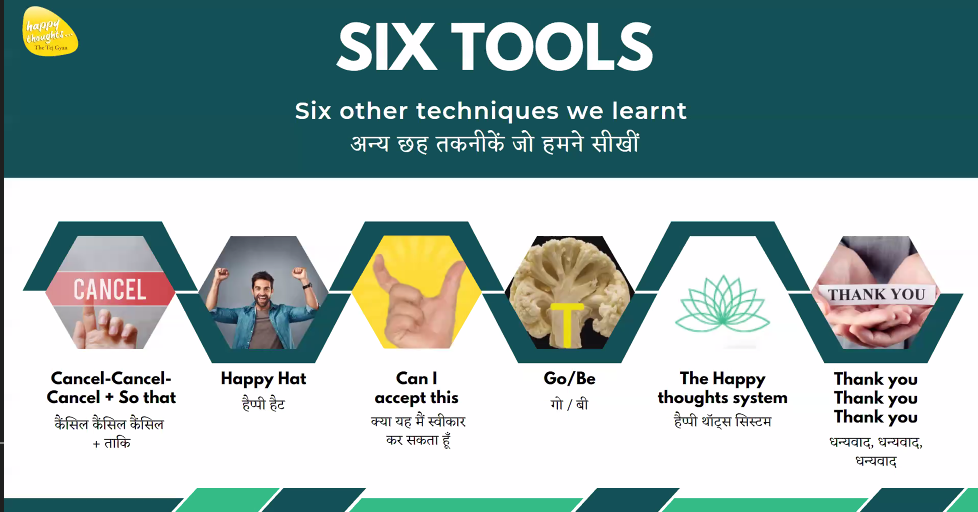 happy
thoughts...
The Tej Gyan
SIX TOOLS
Six other techniques we learnt
अन्य छह तकनीकें जो हमने सीखीं
CANCEL
THANK YOU
T
Cancel-Cancel-
Cancel + So that
कैंसिल कैंसिल कैंसिल
+ ताकि
Happy Hat
हैप्पी हैट
Can I
accept this
क्या यह मैं स्वीकार
कर सकता हूँ
Go/Be
गो / बी
The Happy
thoughts system
हैप्पी थॉट्स सिस्टम
Thank you
Thank you
Thank you
धन्यवाद, धन्यवाद,
धन्यवाद